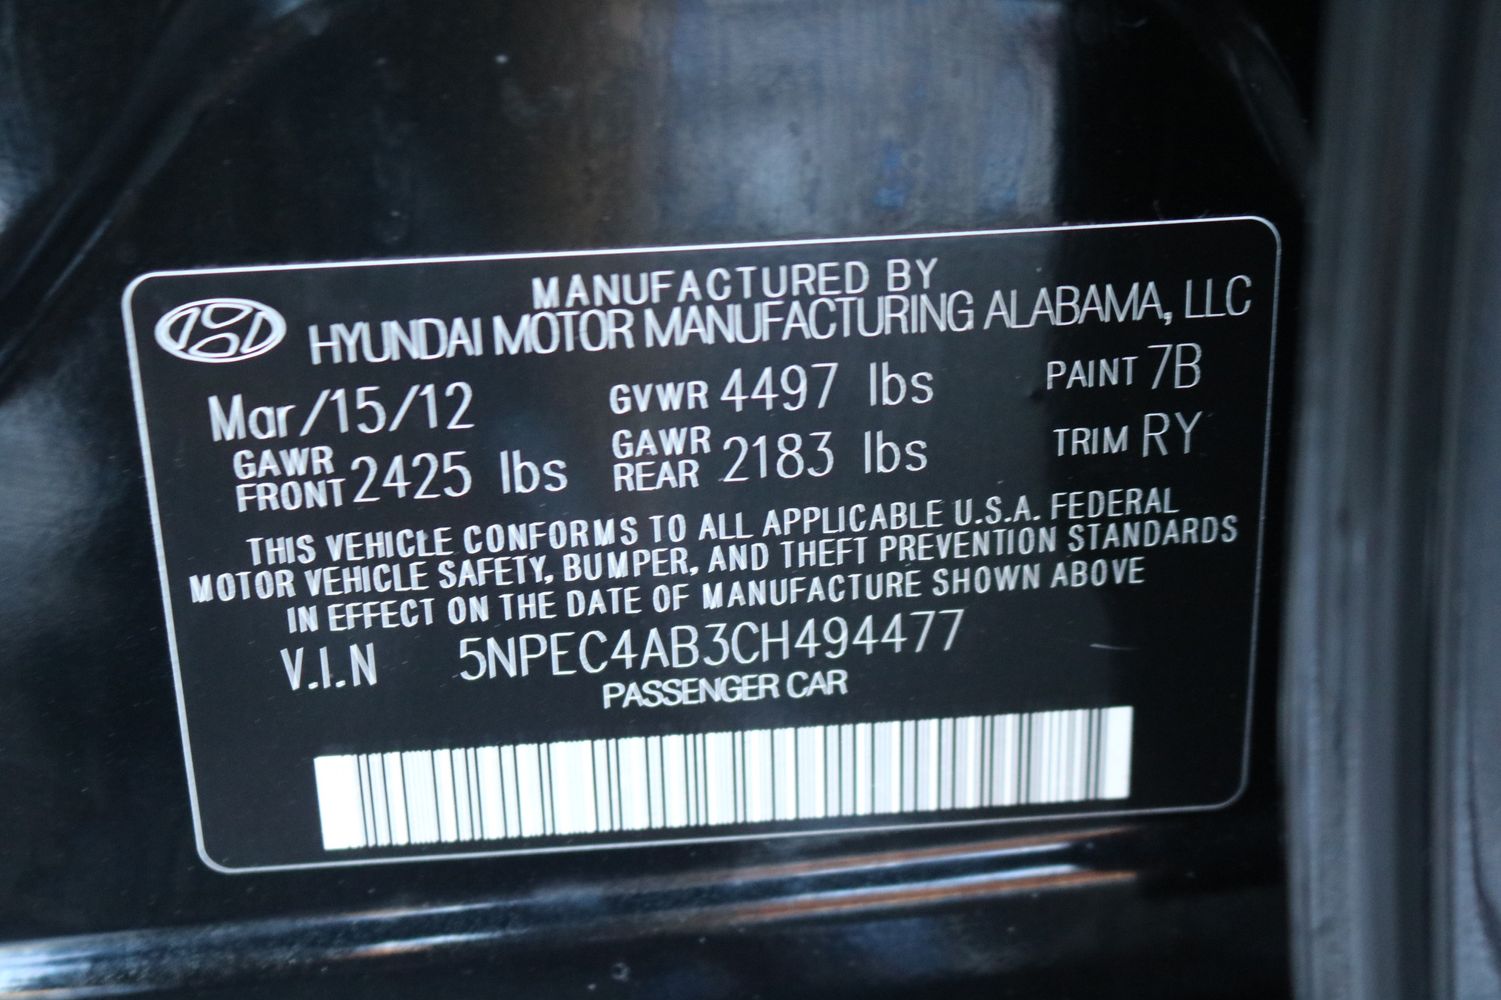 MANUFACTURED BY
HYUNDAI MOTOR MANUFACTURING ALABAMA, LLC
Mar/15/12 GVWR 4497 lbs PAINT 7B
GAWR FRONT 2425 lbs GAWR REAR 2183 lbs TRIM RY
THIS VEHICLE CONFORMS TO ALL APPLICABLE U.S.A. FEDERAL
MOTOR VEHICLE SAFETY, BUMPER, AND THEFT PREVENTION STANDARDS
IN EFFECT ON THE DATE OF MANUFACTURE SHOWN ABOVE
V.I.N 5NPEC4AB3CH494477
PASSENGER CAR